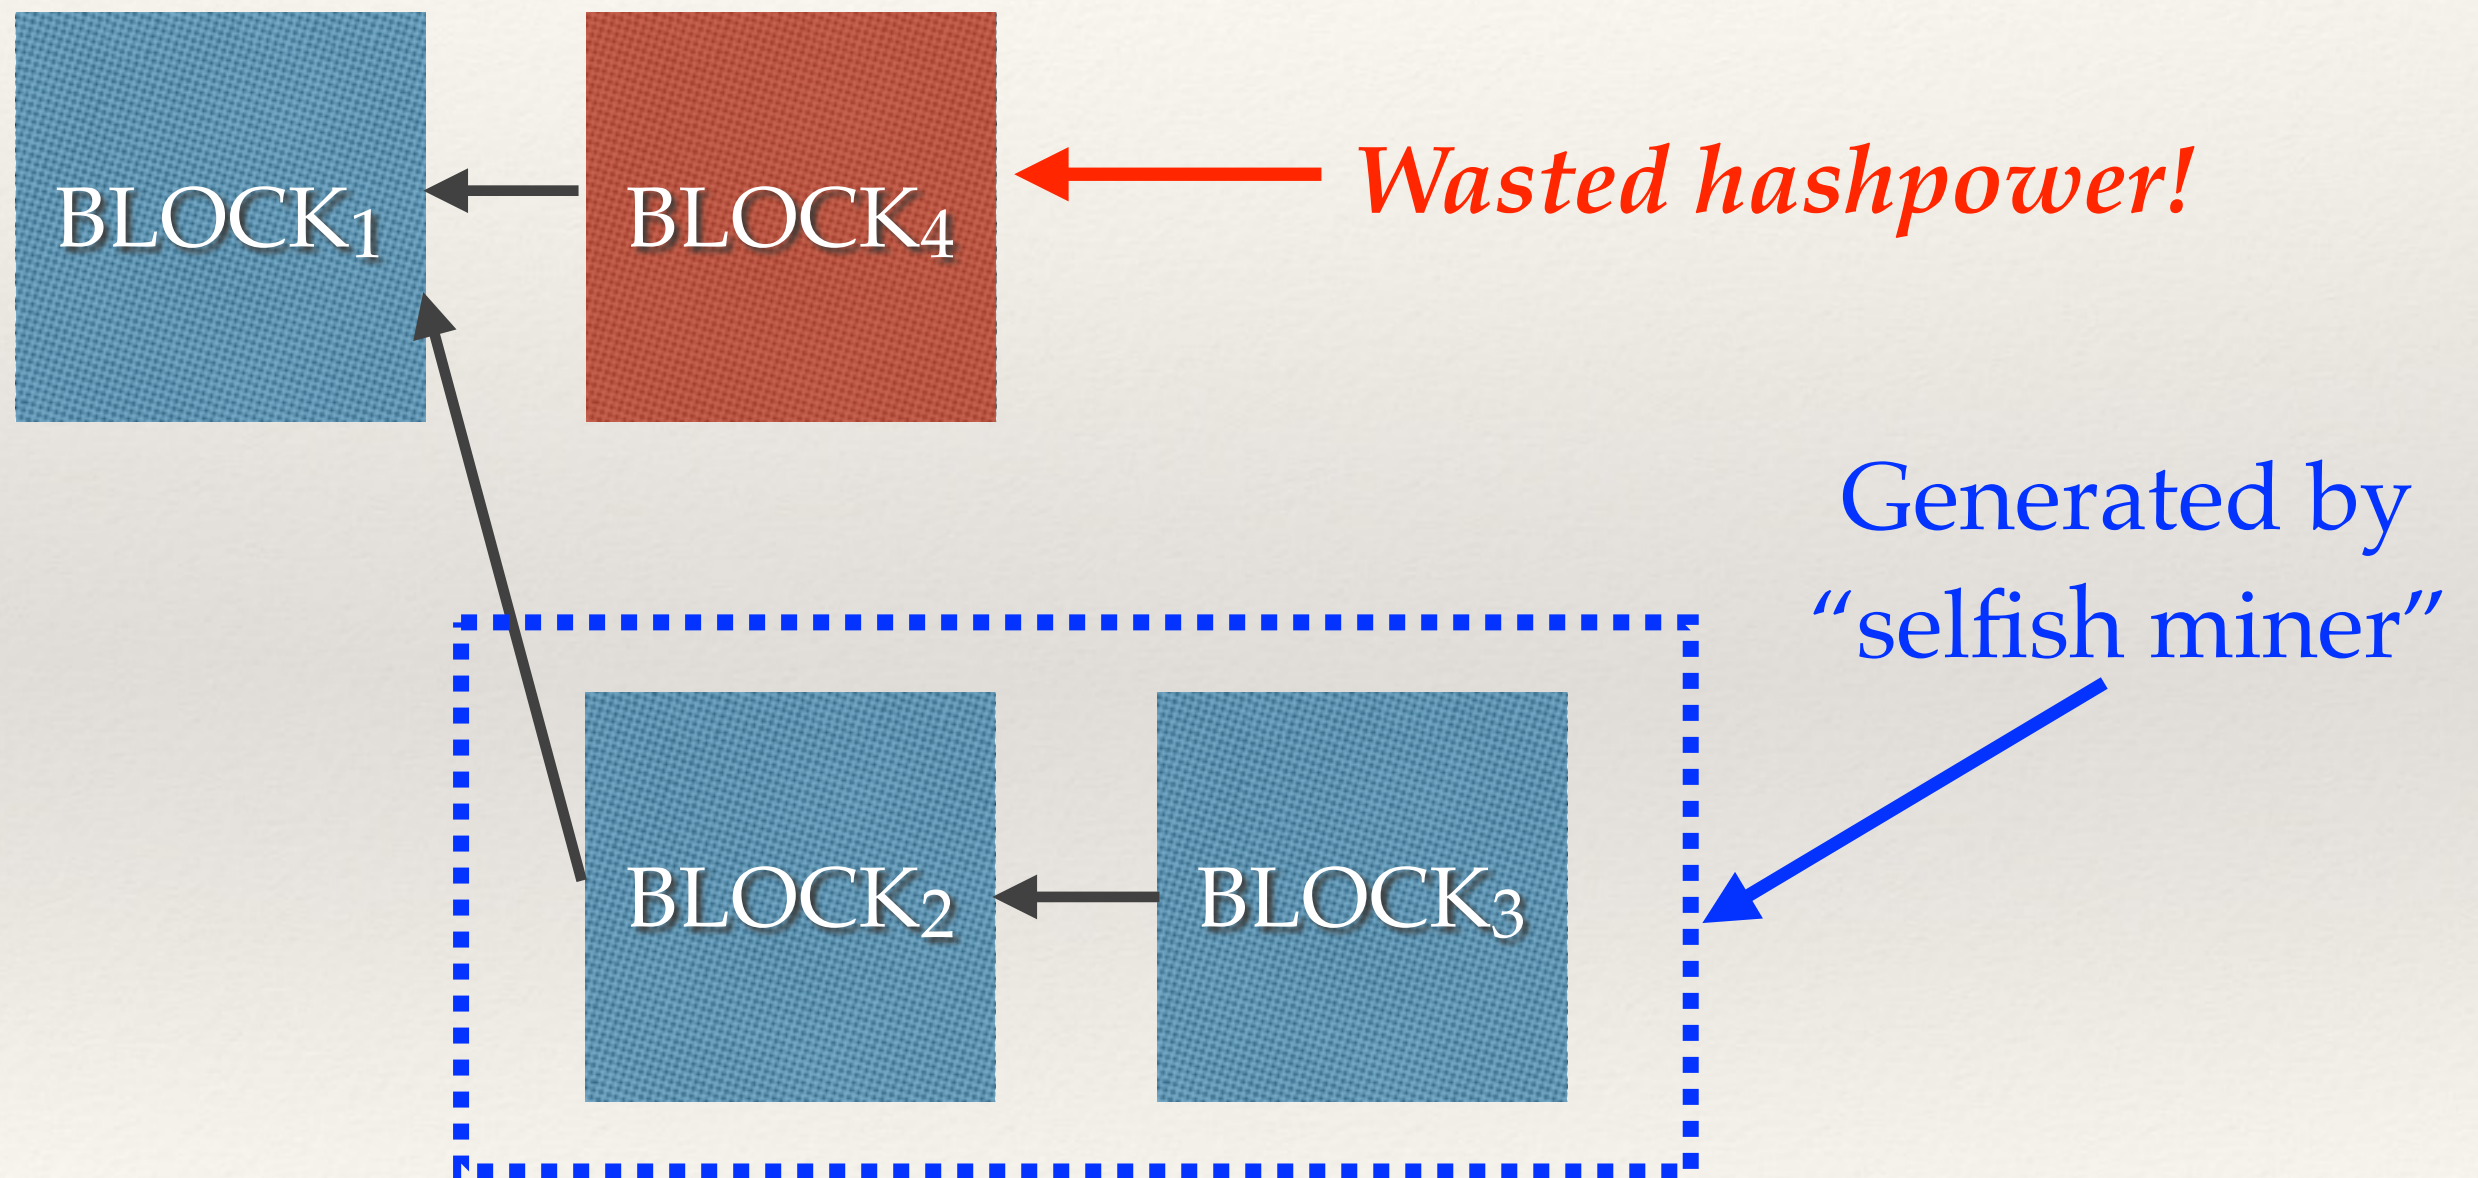 BLOCK₁
BLOCK₄
Wasted hashpower!
Generated by
“selfish miner”
BLOCK₂
BLOCK₃